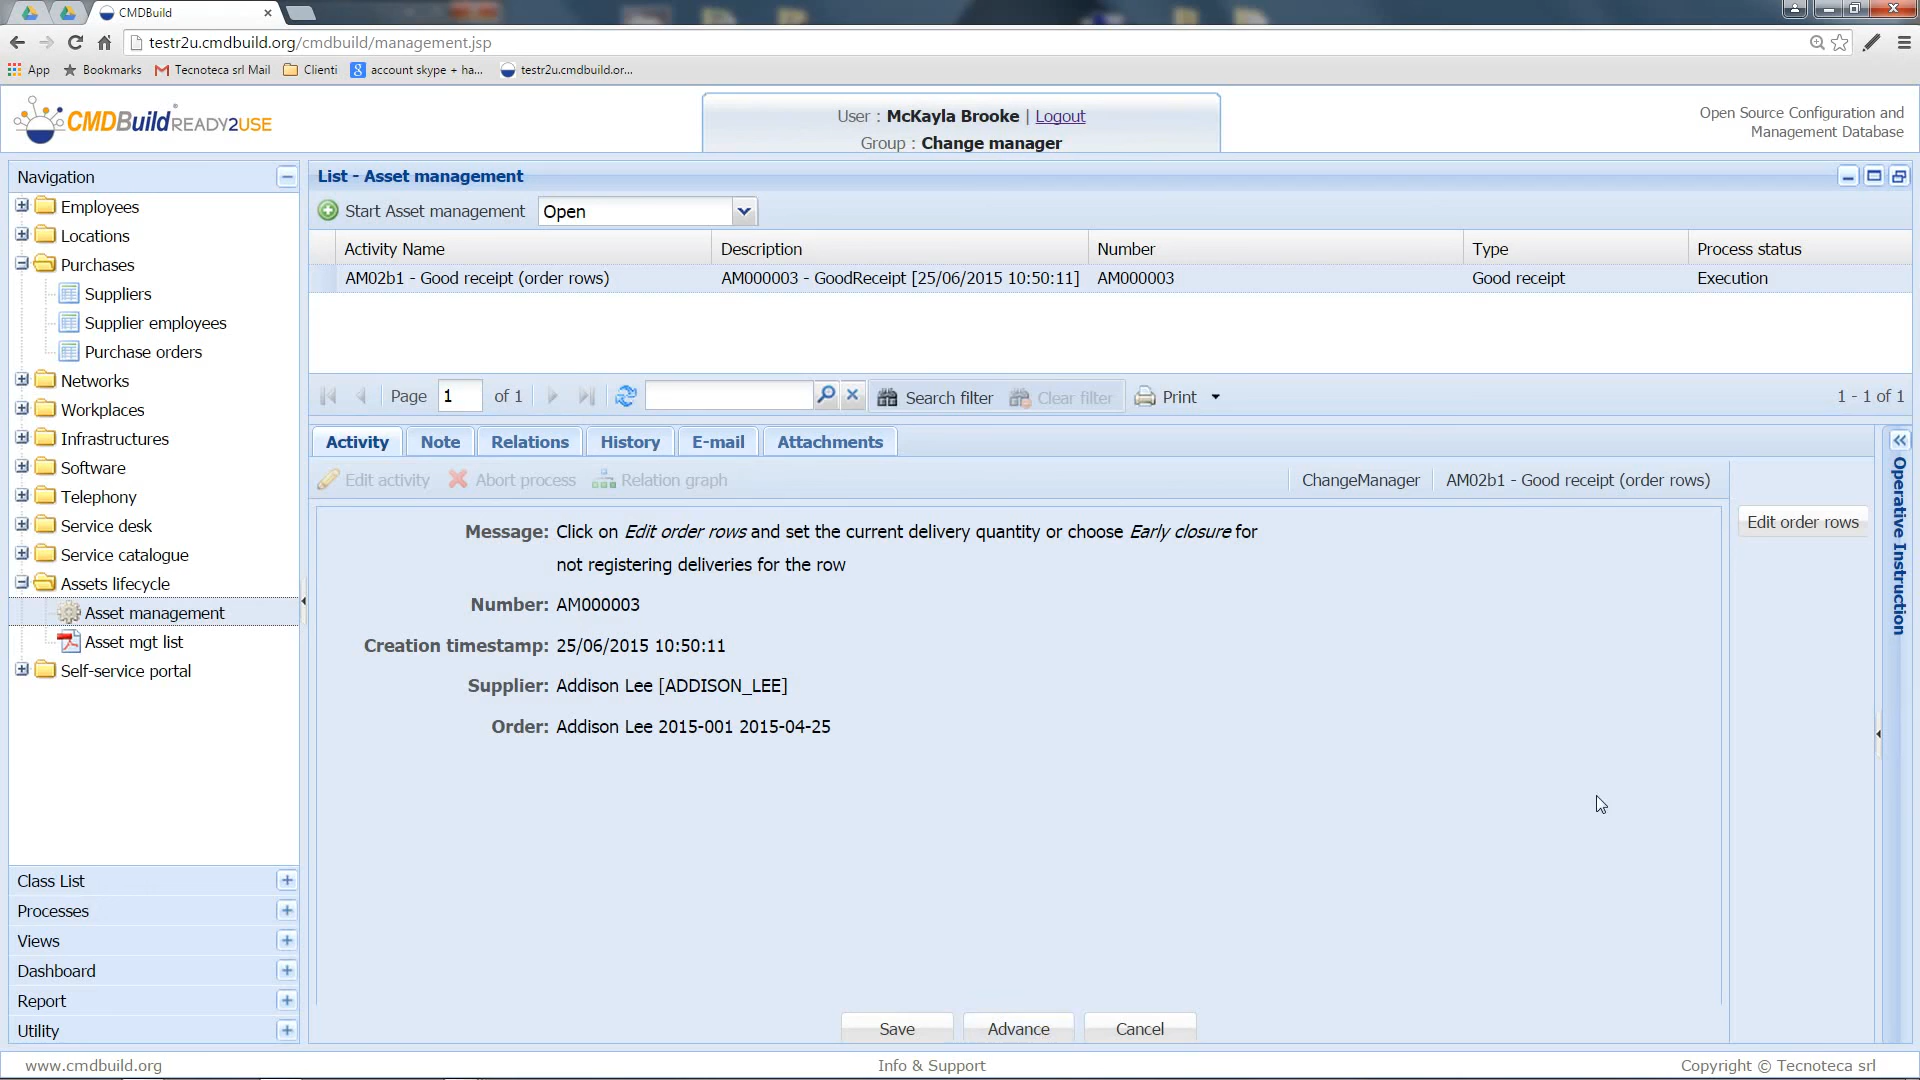 CMDBuild
testr2u.cmdbuild.org/cmdbuild/management.jsp
App Bookmarks Tecnoteca srl Mail Clienti account skype + ha... testr2u.cmdbuild.or...
CMDBuild READY2USE
User : McKayla Brooke | Logout
Group : Change manager
Open Source Configuration and
Management Database
Navigation
Employees
Locations
Purchases
Suppliers
Supplier employees
Purchase orders
Networks
Workplaces
Infrastructures
Software
Telephony
Service desk
Service catalogue
Assets lifecycle
Asset management
Asset mgt list
Self-service portal
Class List
Processes
Views
Dashboard
Report
Utility
List - Asset management
Start Asset management Open
Activity Name Description Number Type Process status
AM02b1 - Good receipt (order rows) AM000003 - GoodReceipt [25/06/2015 10:50:11] AM000003 Good receipt Execution
Page 1 of 1 Search filter Clear filter Print 1 - 1 of 1
Activity Note Relations History E-mail Attachments
Edit activity Abort process Relation graph ChangeManager AM02b1 - Good receipt (order rows)
Message: Click on Edit order rows and set the current delivery quantity or choose Early closure for
not registering deliveries for the row
Number: AM000003
Creation timestamp: 25/06/2015 10:50:11
Supplier: Addison Lee [ADDISON_LEE]
Order: Addison Lee 2015-001 2015-04-25
Edit order rows
Operative Instruction
Save Advance Cancel
www.cmdbuild.org Info & Support Copyright © Tecnoteca srl